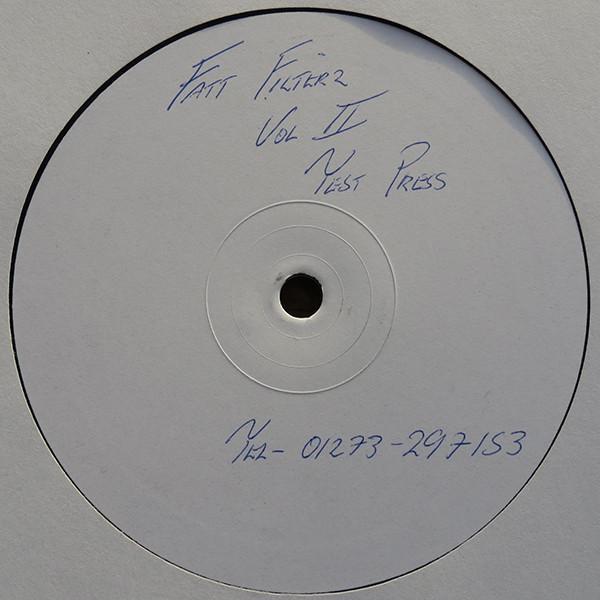 FATT FILTERZ
VOL II
TEST PRESS
TEL- 01273-297153